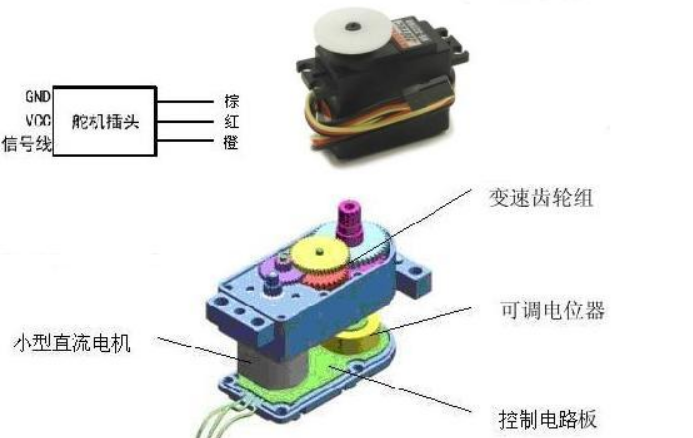 GND
棕
VCC
舵机插头
红
信号线
橙
变速齿轮组
可调电位器
小型直流电机
控制电路板